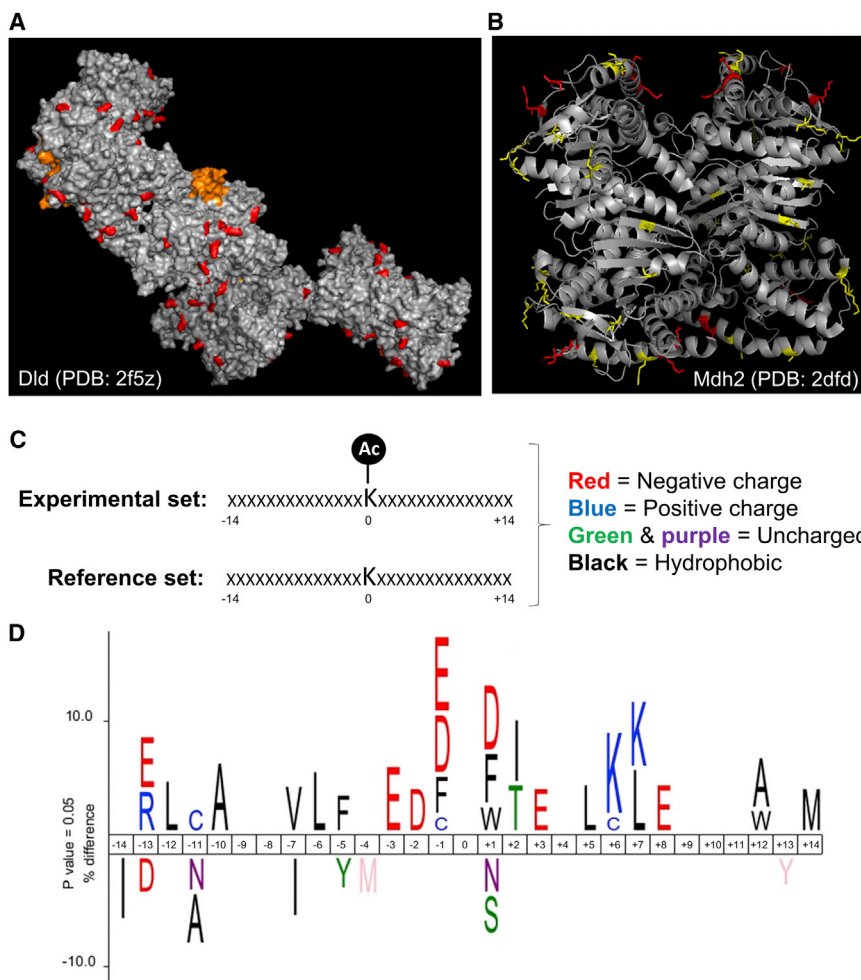 A
B
Dld (PDB: 2f5z)
Mdh2 (PDB: 2dfd)
C
Ac
Experimental set: xxxxxxxxxxxxxxKxxxxxxxxxxxxxx
-14 0 +14
Reference set: xxxxxxxxxxxxxxKxxxxxxxxxxxxxx
-14 0 +14
Red = Negative charge
Blue = Positive charge
Green & purple = Uncharged
Black = Hydrophobic
D
P value = 0.05
% difference
10.0
-10.0
E R L C A V L F E D E D F C D F W I T E L K C K L E A W M
-14 -13 -12 -11 -10 -9 -8 -7 -6 -5 -4 -3 -2 -1 0 +1 +2 +3 +4 +5 +6 +7 +8 +9 +10 +11 +12 +13 +14
I D N A I Y M N S Y